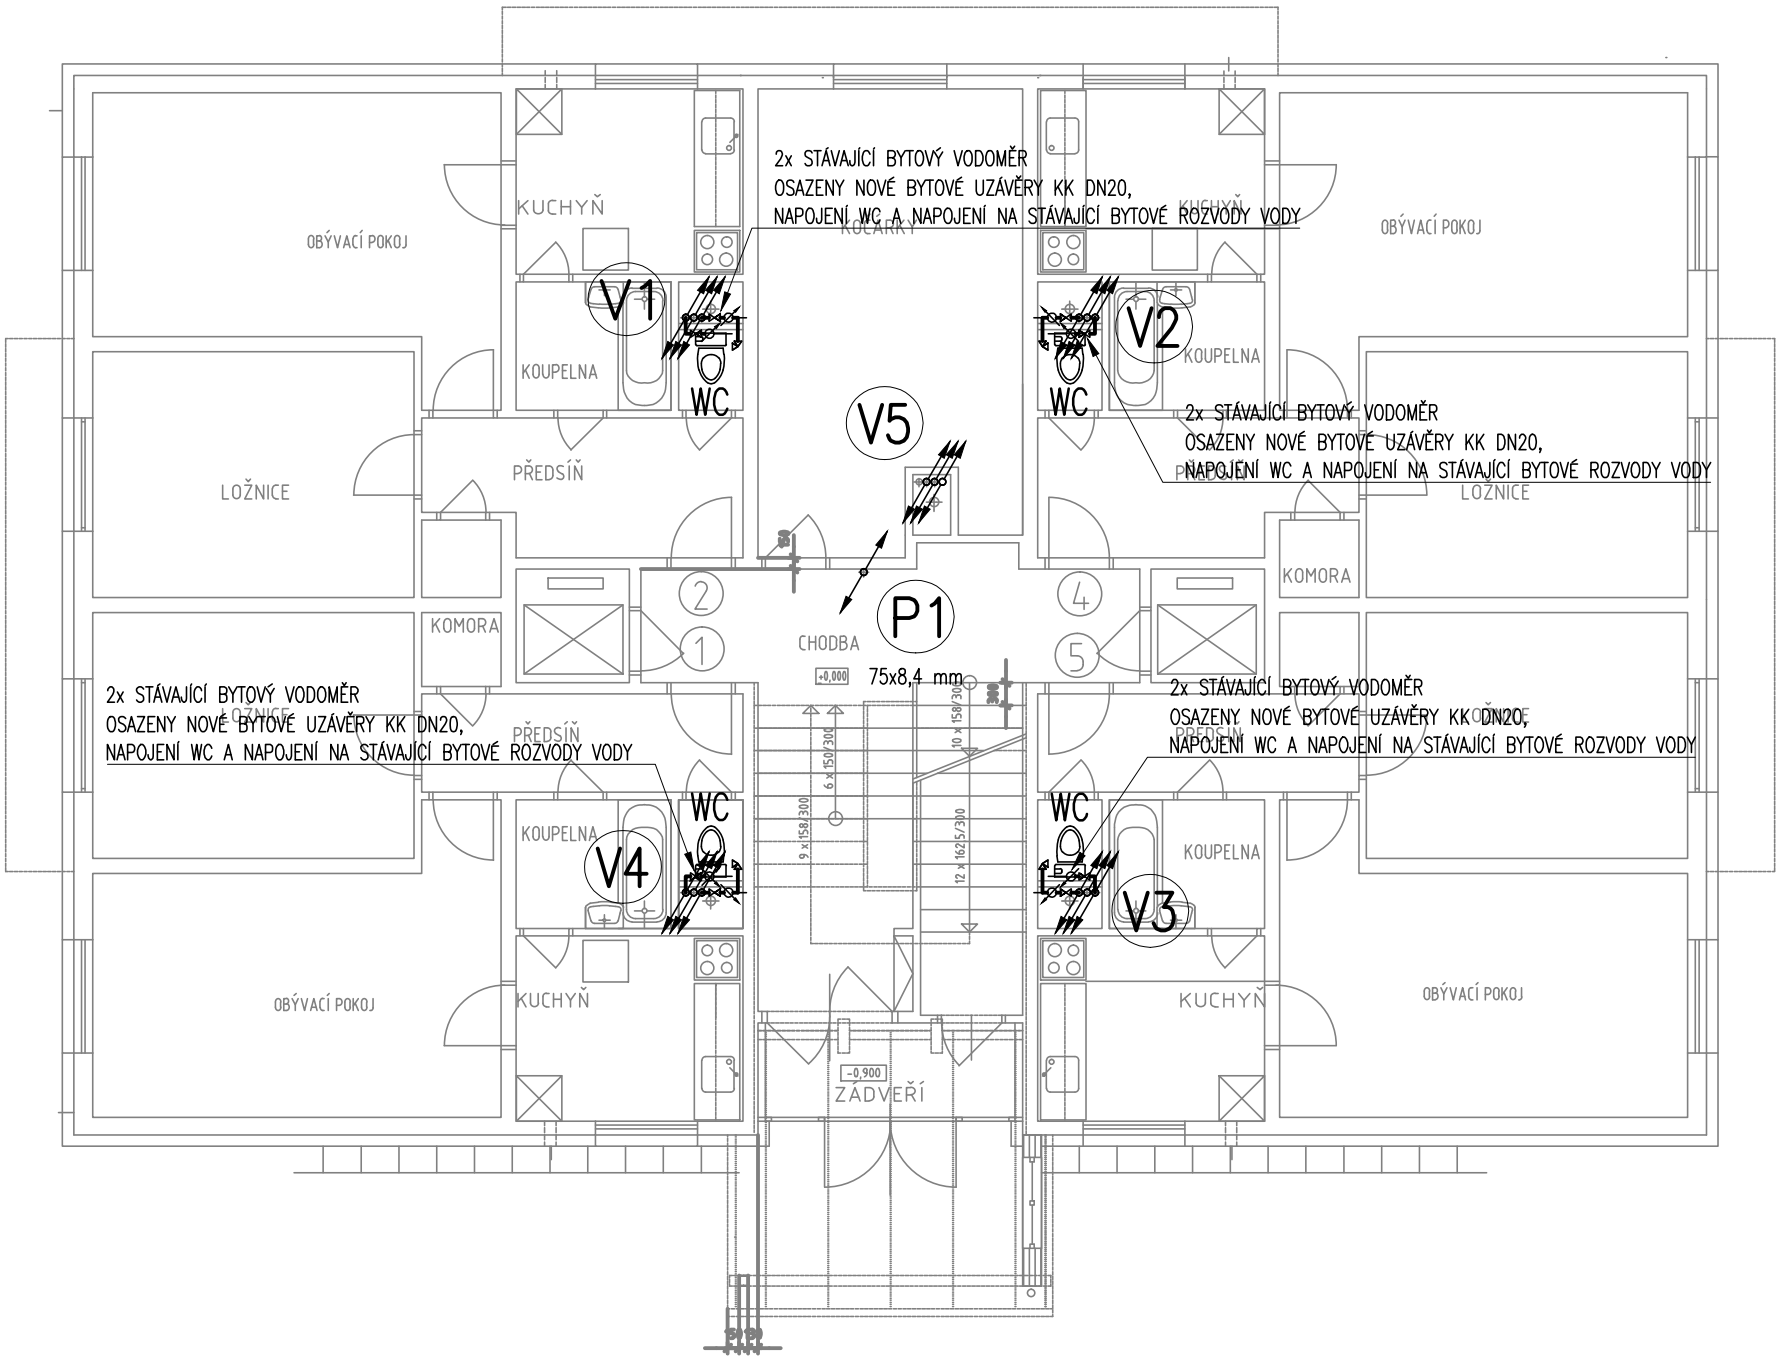 2x STÁVAJÍCÍ BYTOVÝ VODOMĚR
OSAZENY NOVÉ BYTOVÉ UZÁVĚRY KK DN20,
NAPOJENÍ WC A NAPOJENÍ NA STÁVAJÍCÍ BYTOVÉ ROZVODY VODY
KUCHYŇ
KOČÁRKY
KUCHYŇ
OBÝVACÍ POKOJ
OBÝVACÍ POKOJ
V1
V2
KOUPELNA
KOUPELNA
WC
WC
V5
2x STÁVAJÍCÍ BYTOVÝ VODOMĚR
OSAZENY NOVÉ BYTOVÉ UZÁVĚRY KK DN20,
NAPOJENÍ WC A NAPOJENÍ NA STÁVAJÍCÍ BYTOVÉ ROZVODY VODY
PŘEDSÍŇ
PŘEDSÍŇ
LOŽNICE
LOŽNICE
150
KOMORA
2
4
P1
KOMORA
CHODBA
1
5
+0,000
75x8,4 mm
300
2x STÁVAJÍCÍ BYTOVÝ VODOMĚR
OSAZENY NOVÉ BYTOVÉ UZÁVĚRY KK DN20,
NAPOJENÍ WC A NAPOJENÍ NA STÁVAJÍCÍ BYTOVÉ ROZVODY VODY
LOŽNICE
PŘEDSÍŇ
2x STÁVAJÍCÍ BYTOVÝ VODOMĚR
OSAZENY NOVÉ BYTOVÉ UZÁVĚRY KK DN20,
NAPOJENÍ WC A NAPOJENÍ NA STÁVAJÍCÍ BYTOVÉ ROZVODY VODY
LOŽNICE
PŘEDSÍŇ
6 x 150/300
10 x 158/300
9 x 158/300
12 x 162.5/300
WC
WC
KOUPELNA
KOUPELNA
V4
V3
KUCHYŇ
KUCHYŇ
OBÝVACÍ POKOJ
OBÝVACÍ POKOJ
-0,900
ZÁDVEŘÍ